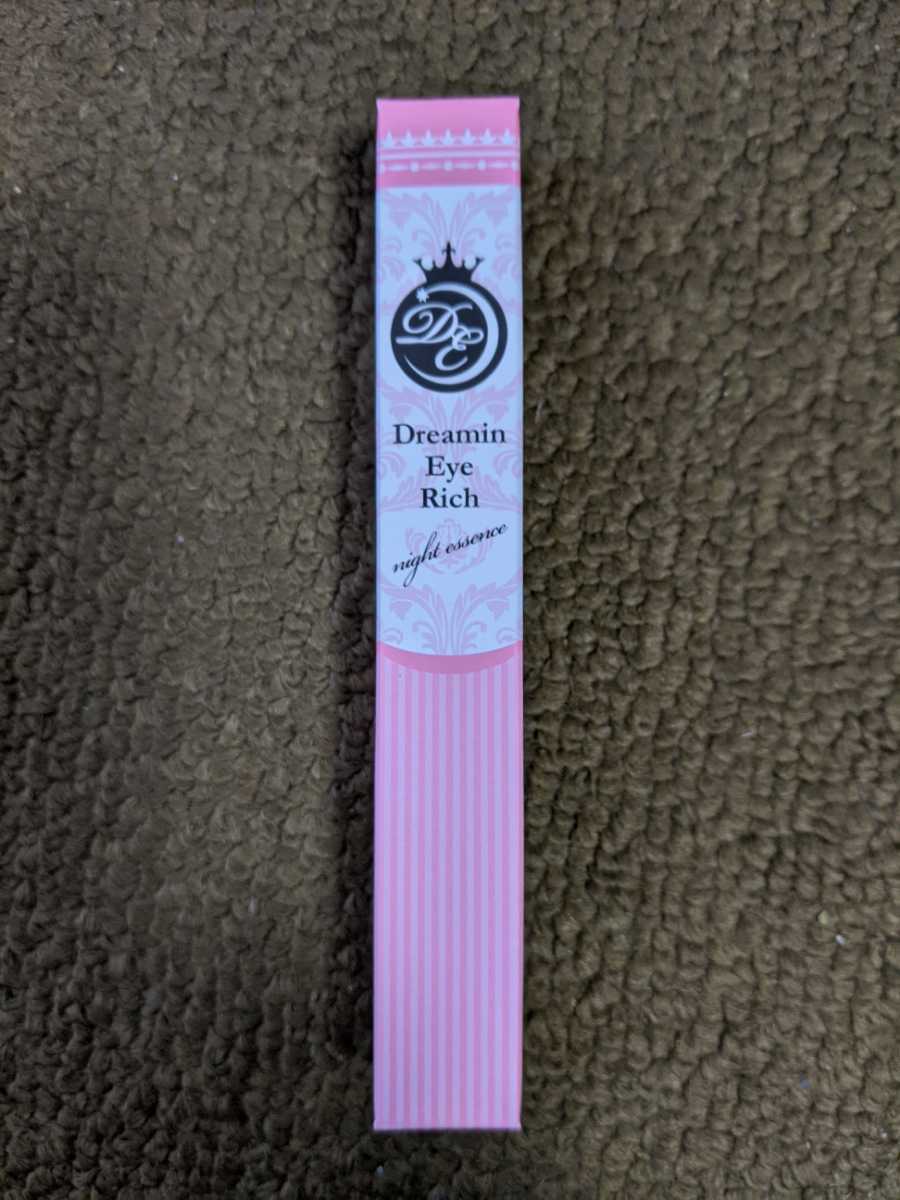 DE
Dreamin
Eye
Rich
night essence